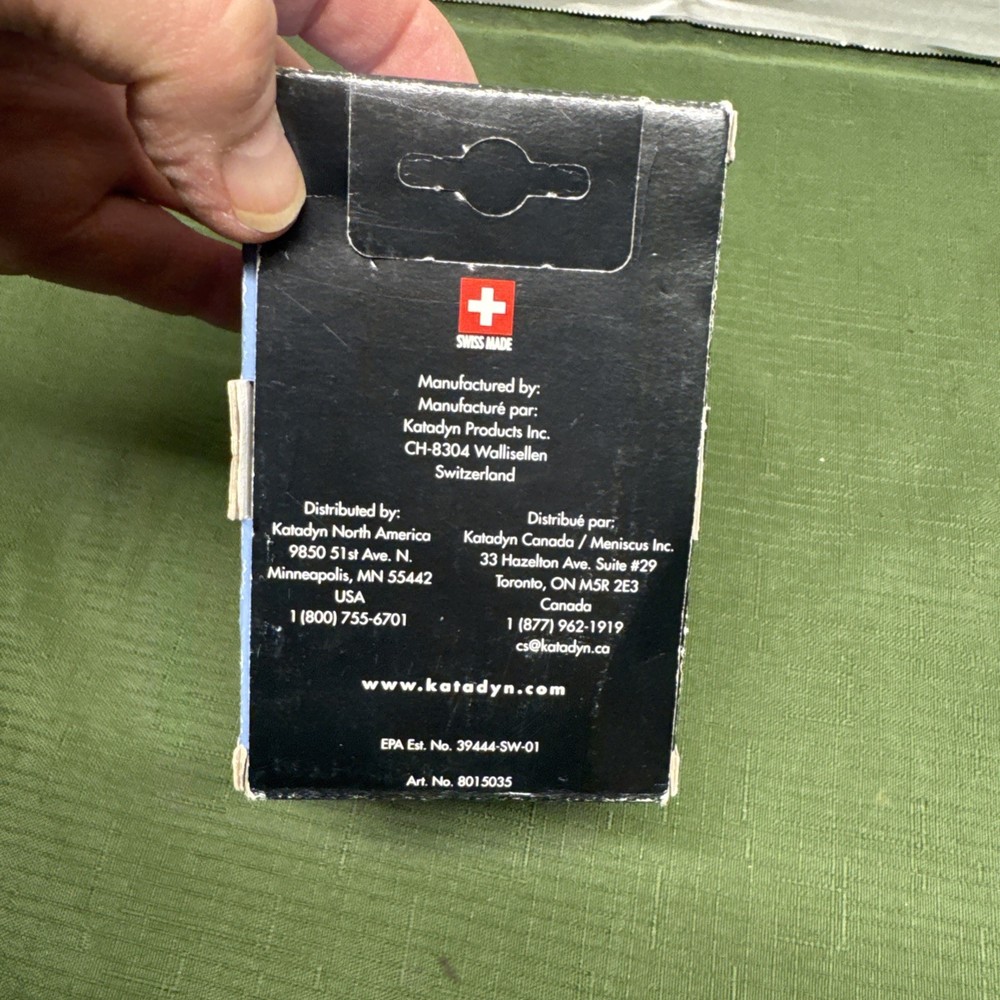 SWISS MADE
Manufactured by:
Manufacturé par:
Katadyn Products Inc.
CH-8304 Wallisellen
Switzerland
Distributed by:
Katadyn North America
9850 51st Ave. N.
Minneapolis, MN 55442
USA
1 (800) 755-6701
Distribué par:
Katadyn Canada / Meniscus Inc.
33 Hazelton Ave. Suite #29
Toronto, ON M5R 2E3
Canada
1 (877) 962-1919
cs@katadyn.ca
www.katadyn.com
EPA Est. No. 39444-SW-01
Art. No. 8015035